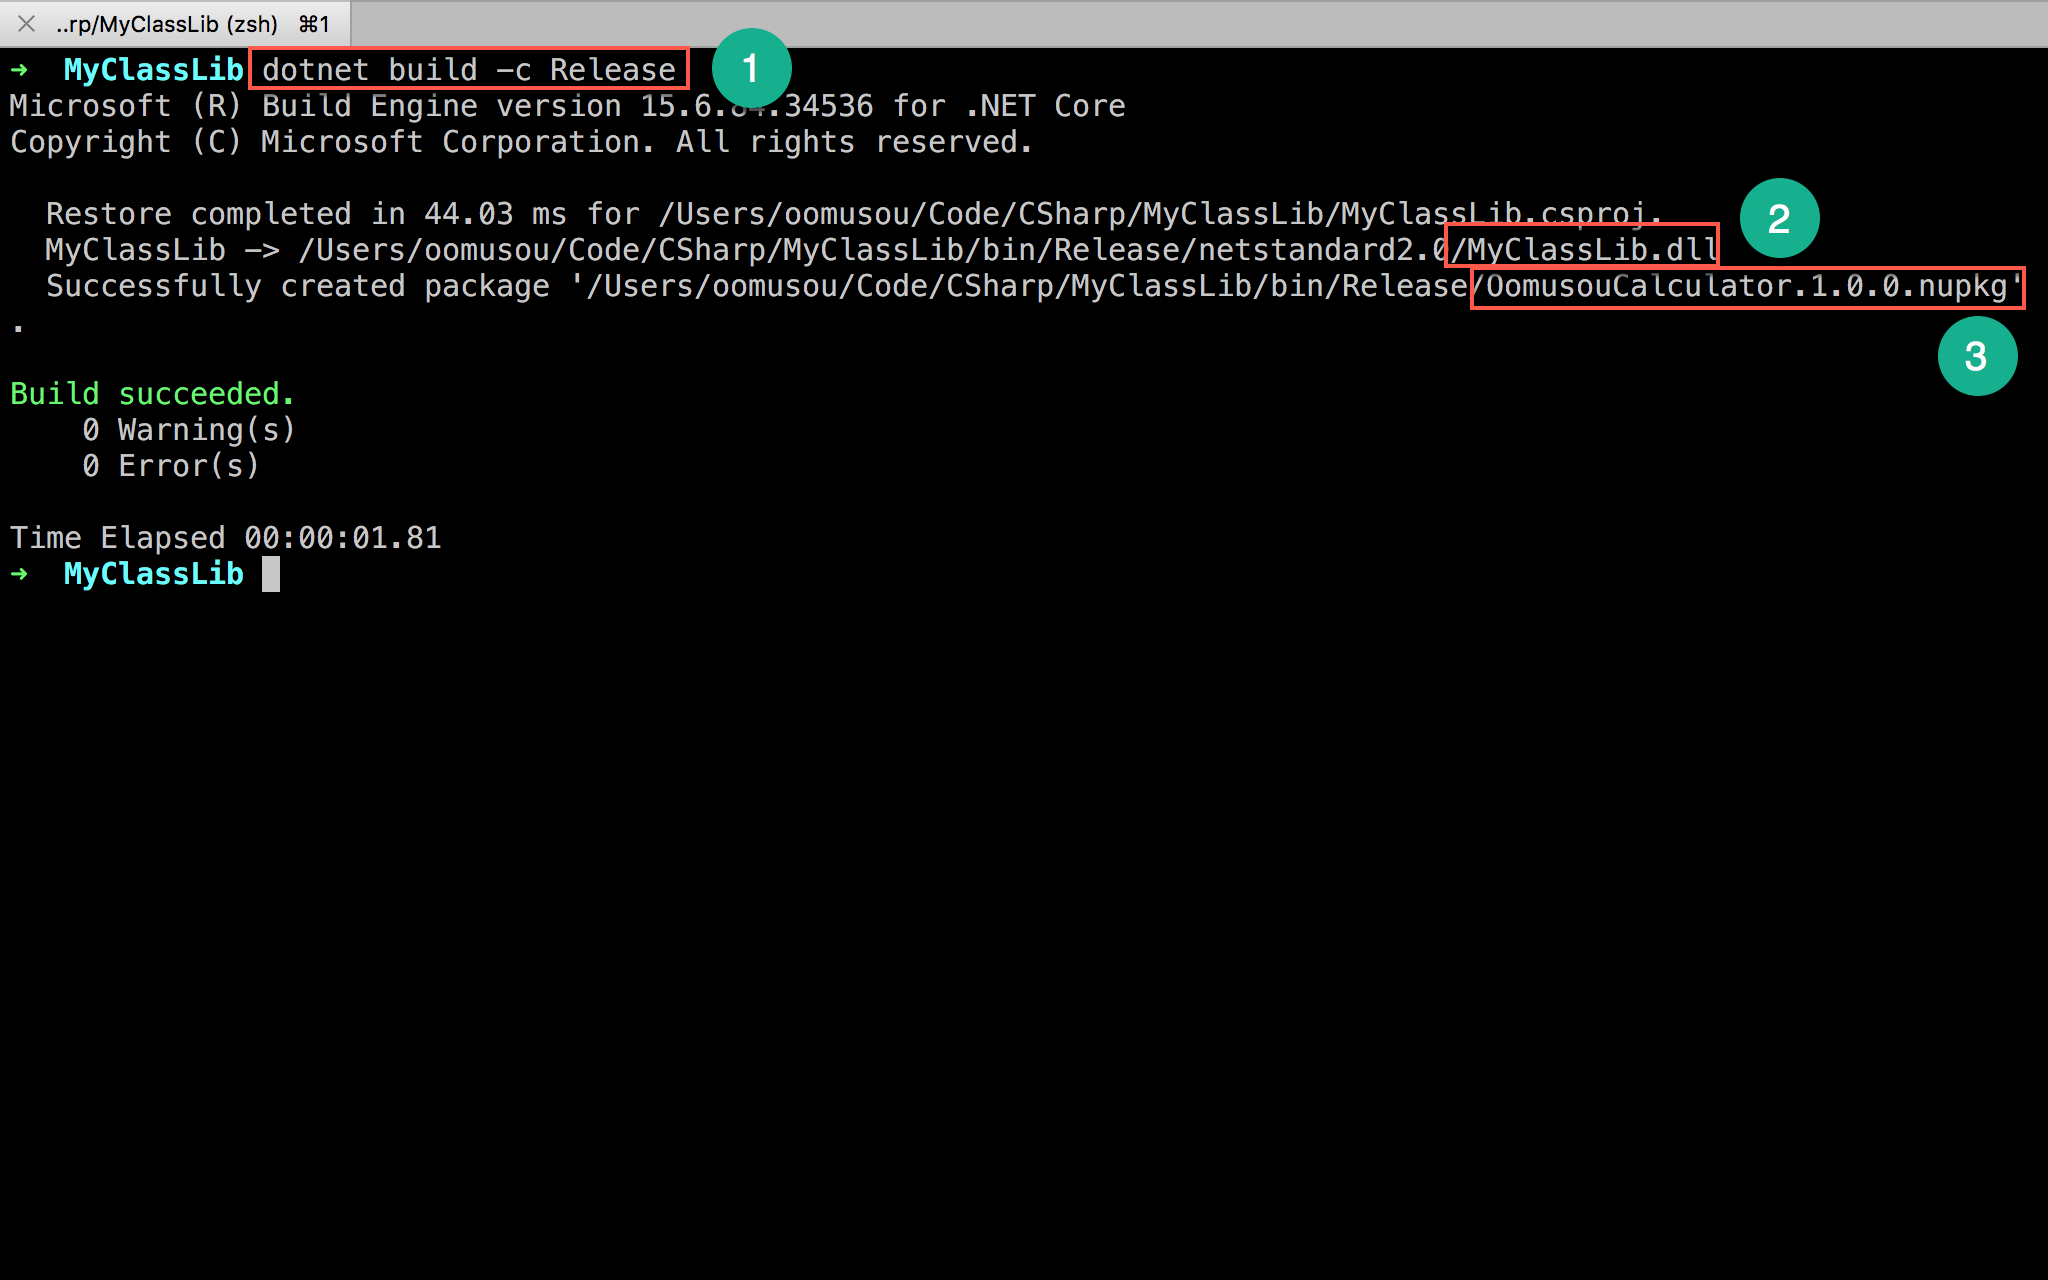 ..rp/MyClassLib (zsh) ⌘1
➜ MyClassLib dotnet build -c Release
1
Microsoft (R) Build Engine version 15.6.84.34536 for .NET Core
Copyright (C) Microsoft Corporation. All rights reserved.
Restore completed in 44.03 ms for /Users/oomusou/Code/CSharp/MyClassLib/MyClassLib.csproj.
2
MyClassLib -> /Users/oomusou/Code/CSharp/MyClassLib/bin/Release/netstandard2.0/MyClassLib.dll
Successfully created package '/Users/oomusou/Code/CSharp/MyClassLib/bin/Release/OomusouCalculator.1.0.0.nupkg'
.
3
Build succeeded.
0 Warning(s)
0 Error(s)
Time Elapsed 00:00:01.81
➜ MyClassLib